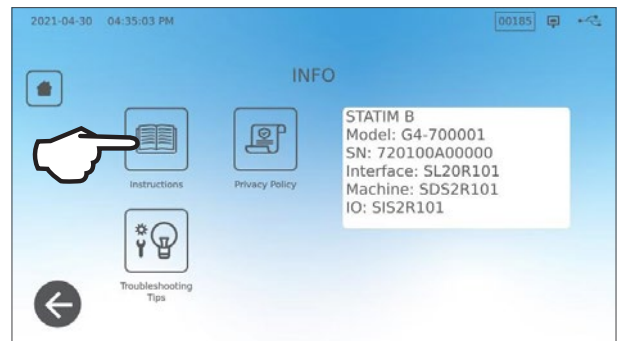 2021-04-30 04:35:03 PM
00185
INFO
Instructions
Privacy Policy
STATIM B
Model: G4-700001
SN: 720100A00000
Interface: SL20R101
Machine: SDS2R101
IO: SIS2R101
Troubleshooting
Tips